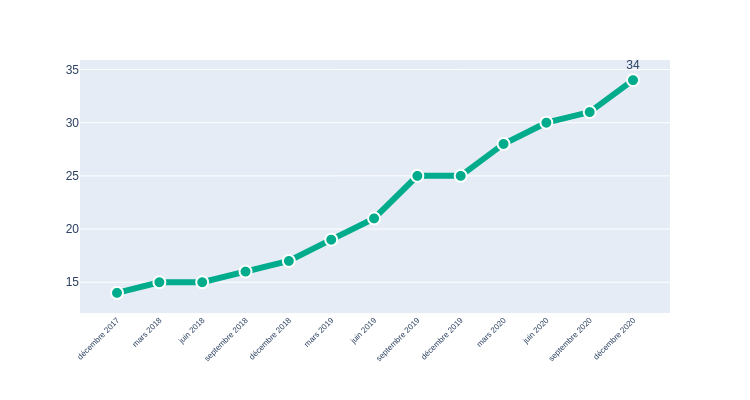 34
35
30
25
20
15
décembre 2017
mars 2018
juin 2018
septembre 2018
décembre 2018
mars 2019
juin 2019
septembre 2019
décembre 2019
mars 2020
juin 2020
septembre 2020
décembre 2020